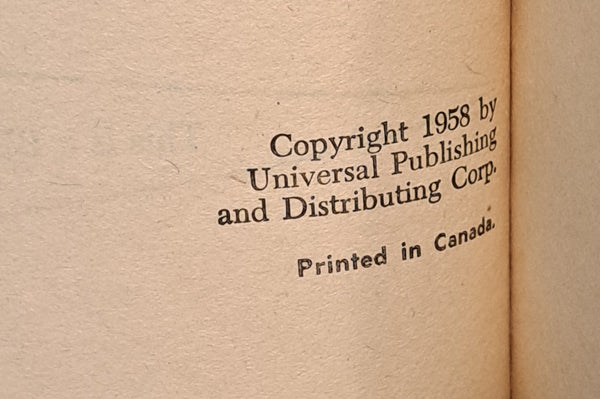 Copyright 1958 by
Universal Publishing
and Distributing Corp.
Printed in Canada.